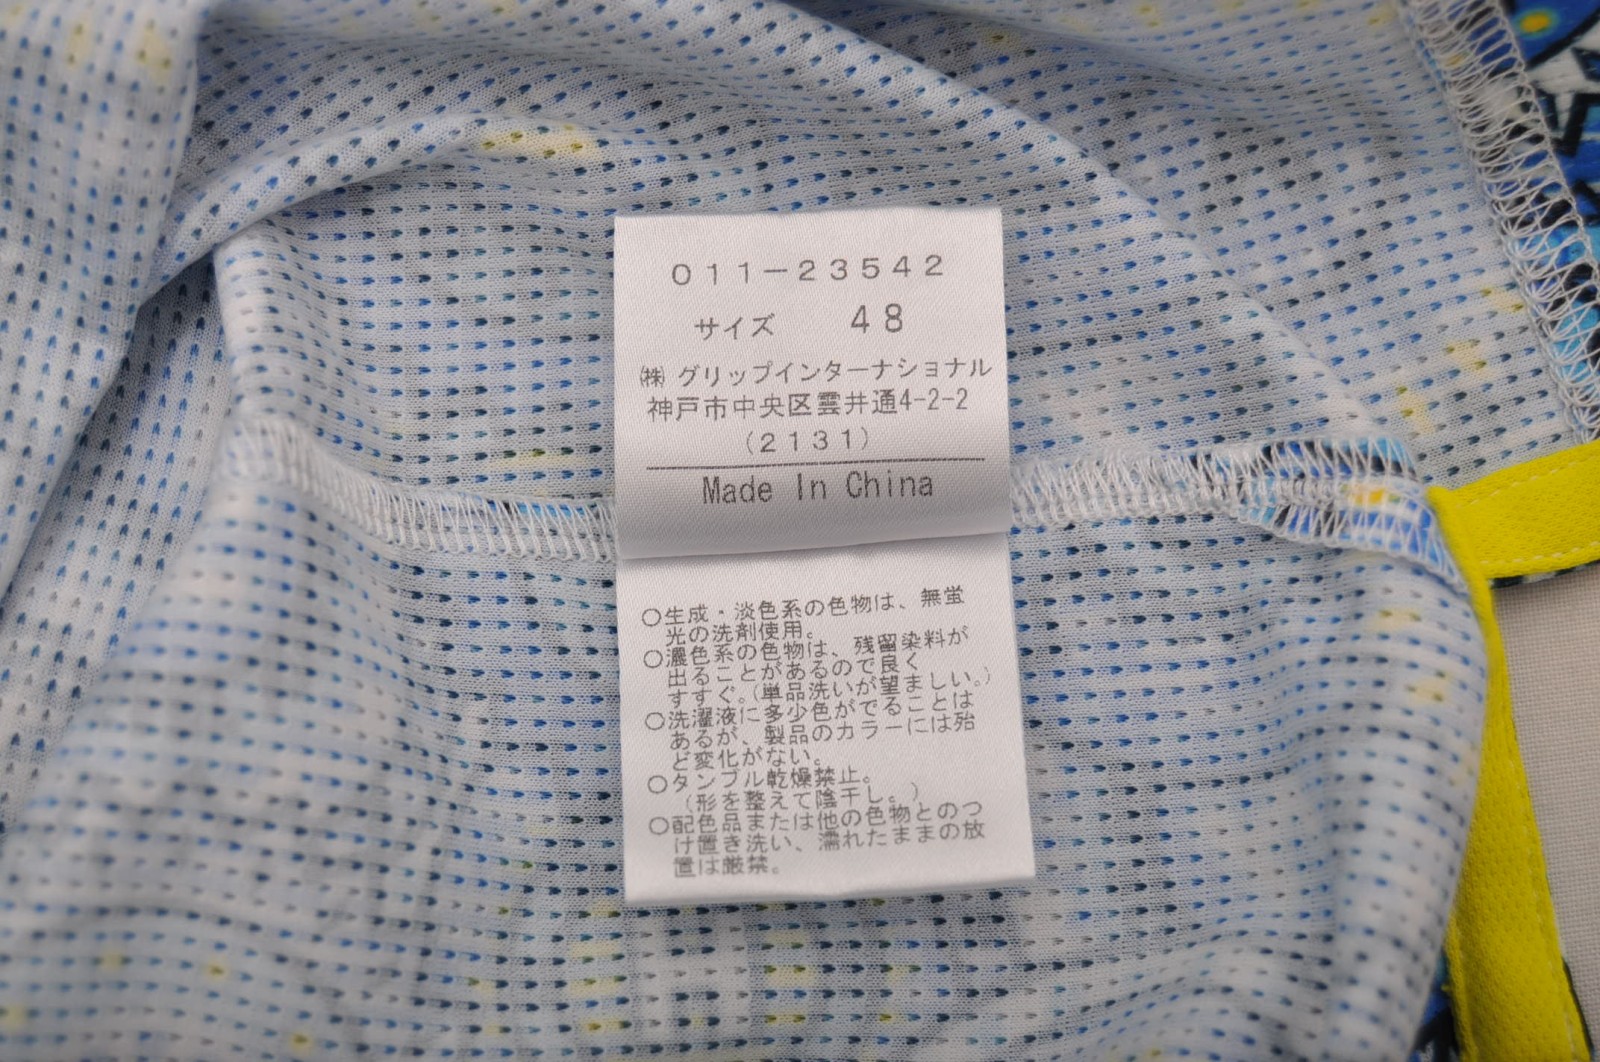 011-23542
サイズ 48
㈱ グリップインターナショナル
神戸市中央区雲井通4-2-2
(2131)
Made In China
○生成・淡色系の色物は、無蛍
光の洗剤使用。
○濃色系の色物は、残留染料が
出ることがあるので良く
すすぐ。(単品洗いが望ましい。)
○洗濯液に多少色がでることは
あるが、製品のカラーには殆
ど変化がない。
○タンブル乾燥禁止。
(形を整えて陰干し。)
○配色品または他の色物とのつ
け置き洗い、濡れたままの放
置は厳禁。